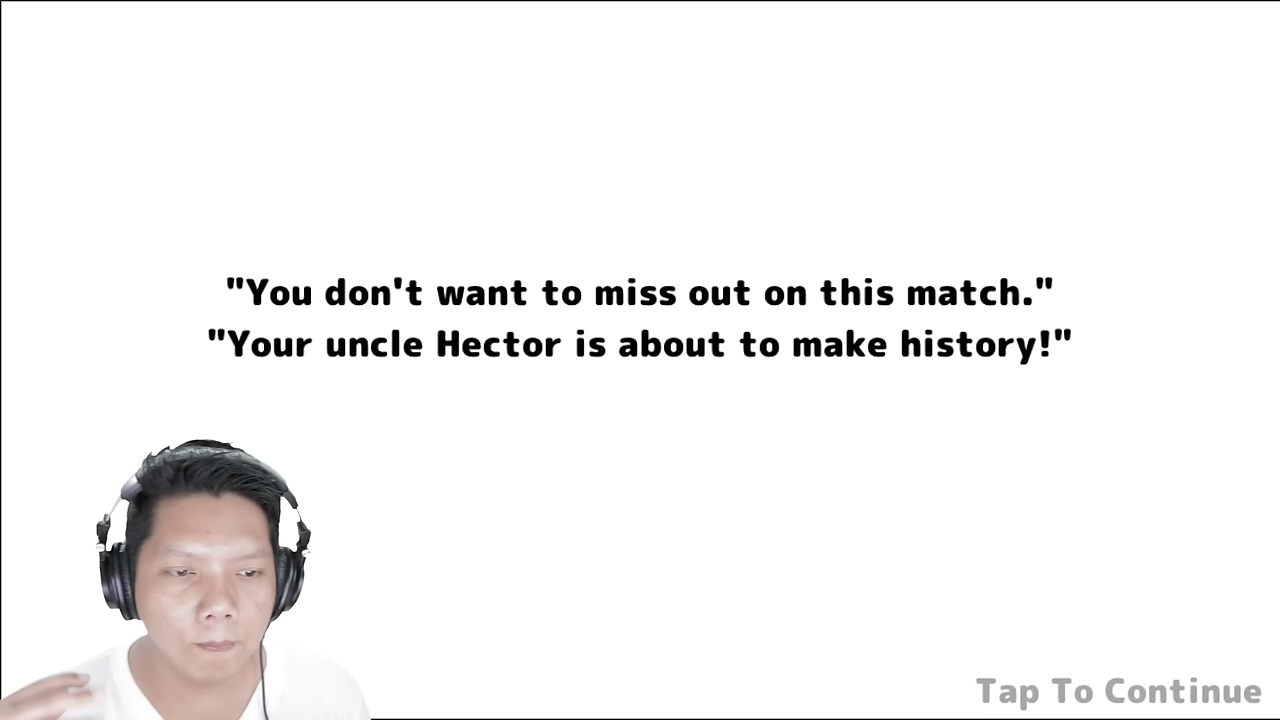 "You don't want to miss out on this match."
"Your uncle Hector is about to make history!"
Tap To Continue